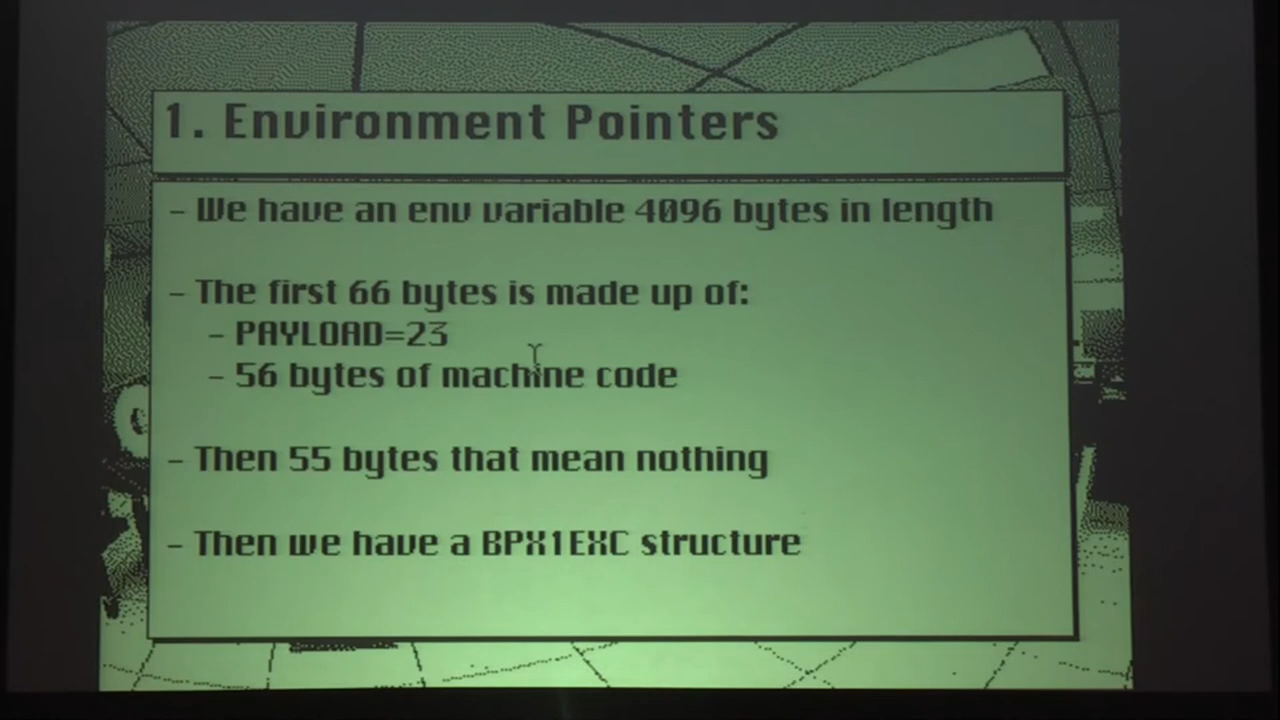 1. Environment Pointers
- We have an env variable 4096 bytes in length
- The first 66 bytes is made up of:
- PAYLOAD=23
- 56 bytes of machine code
- Then 55 bytes that mean nothing
- Then we have a BPX1EXC structure